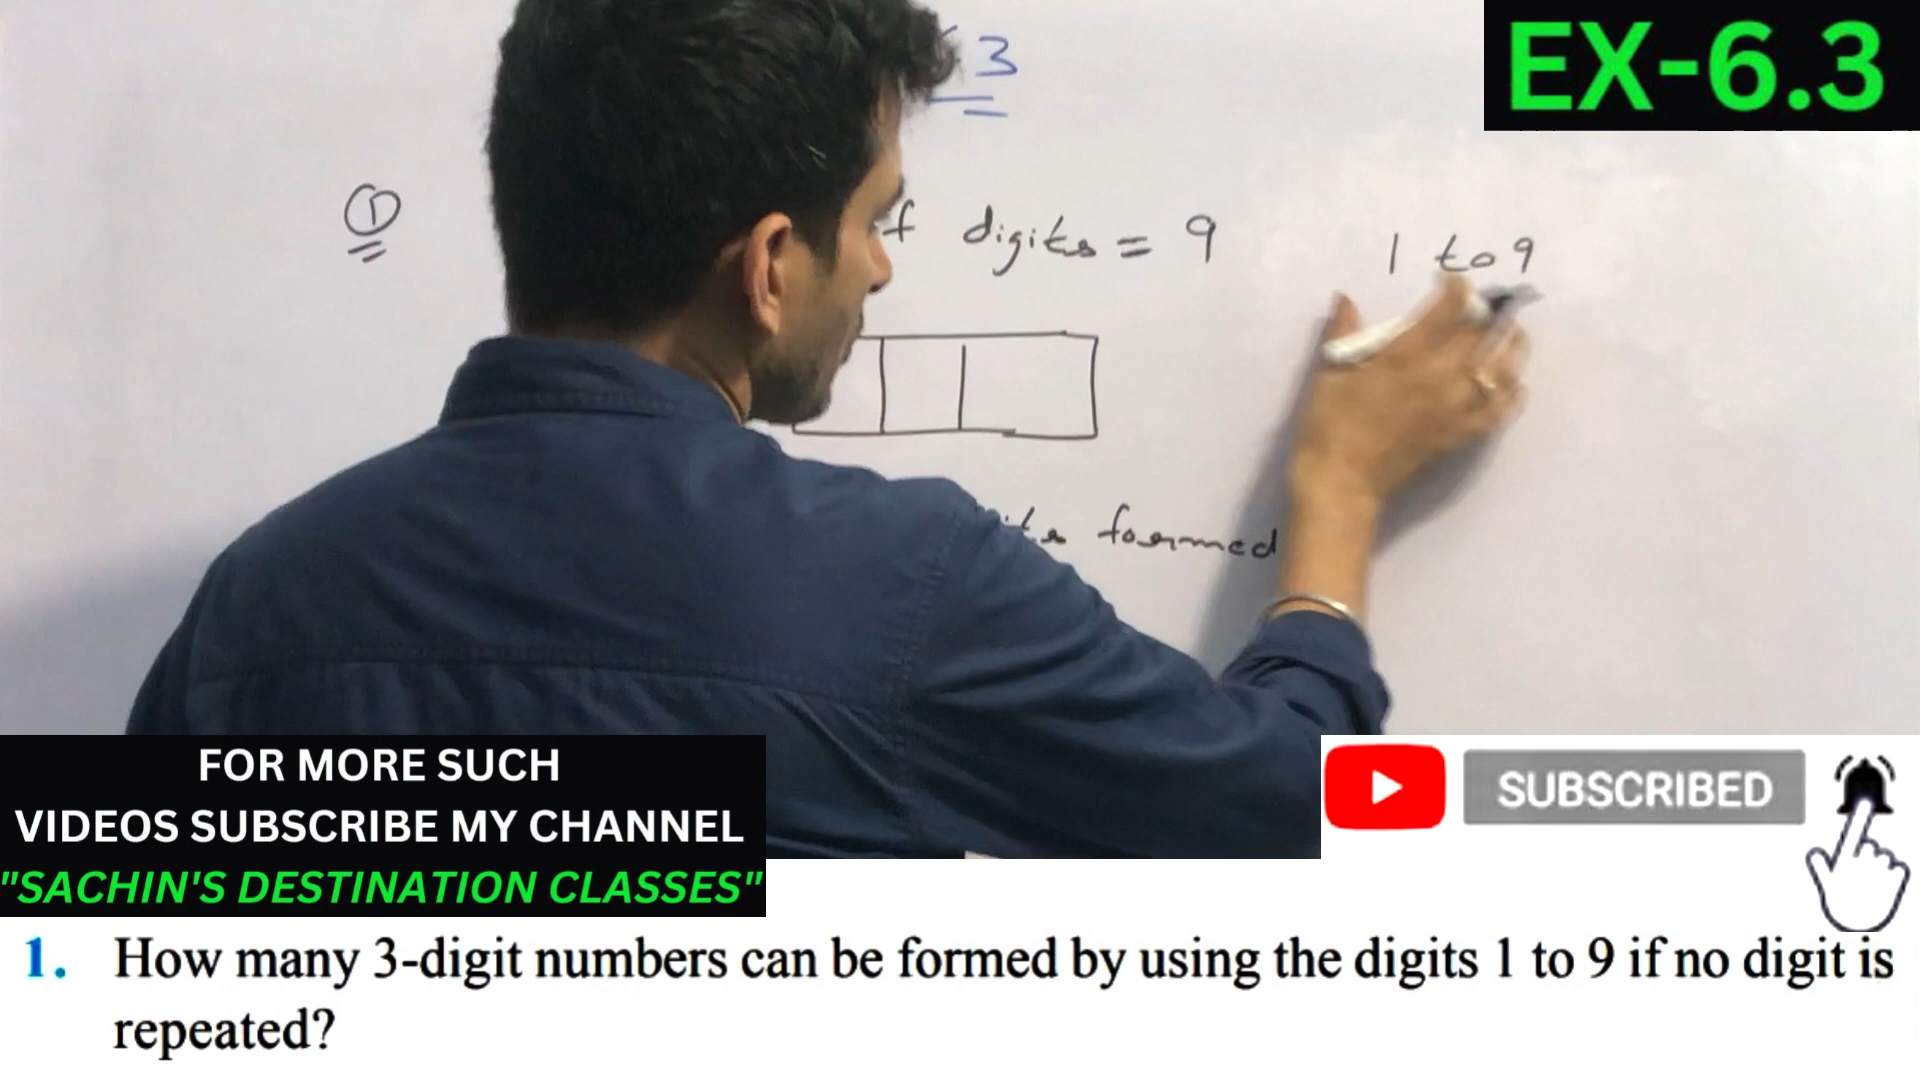 3
EX-6.3
①
f digits = 9
1 to 9
formed
FOR MORE SUCH
VIDEOS SUBSCRIBE MY CHANNEL
"SACHIN'S DESTINATION CLASSES"
SUBSCRIBED
1. How many 3-digit numbers can be formed by using the digits 1 to 9 if no digit is
repeated?